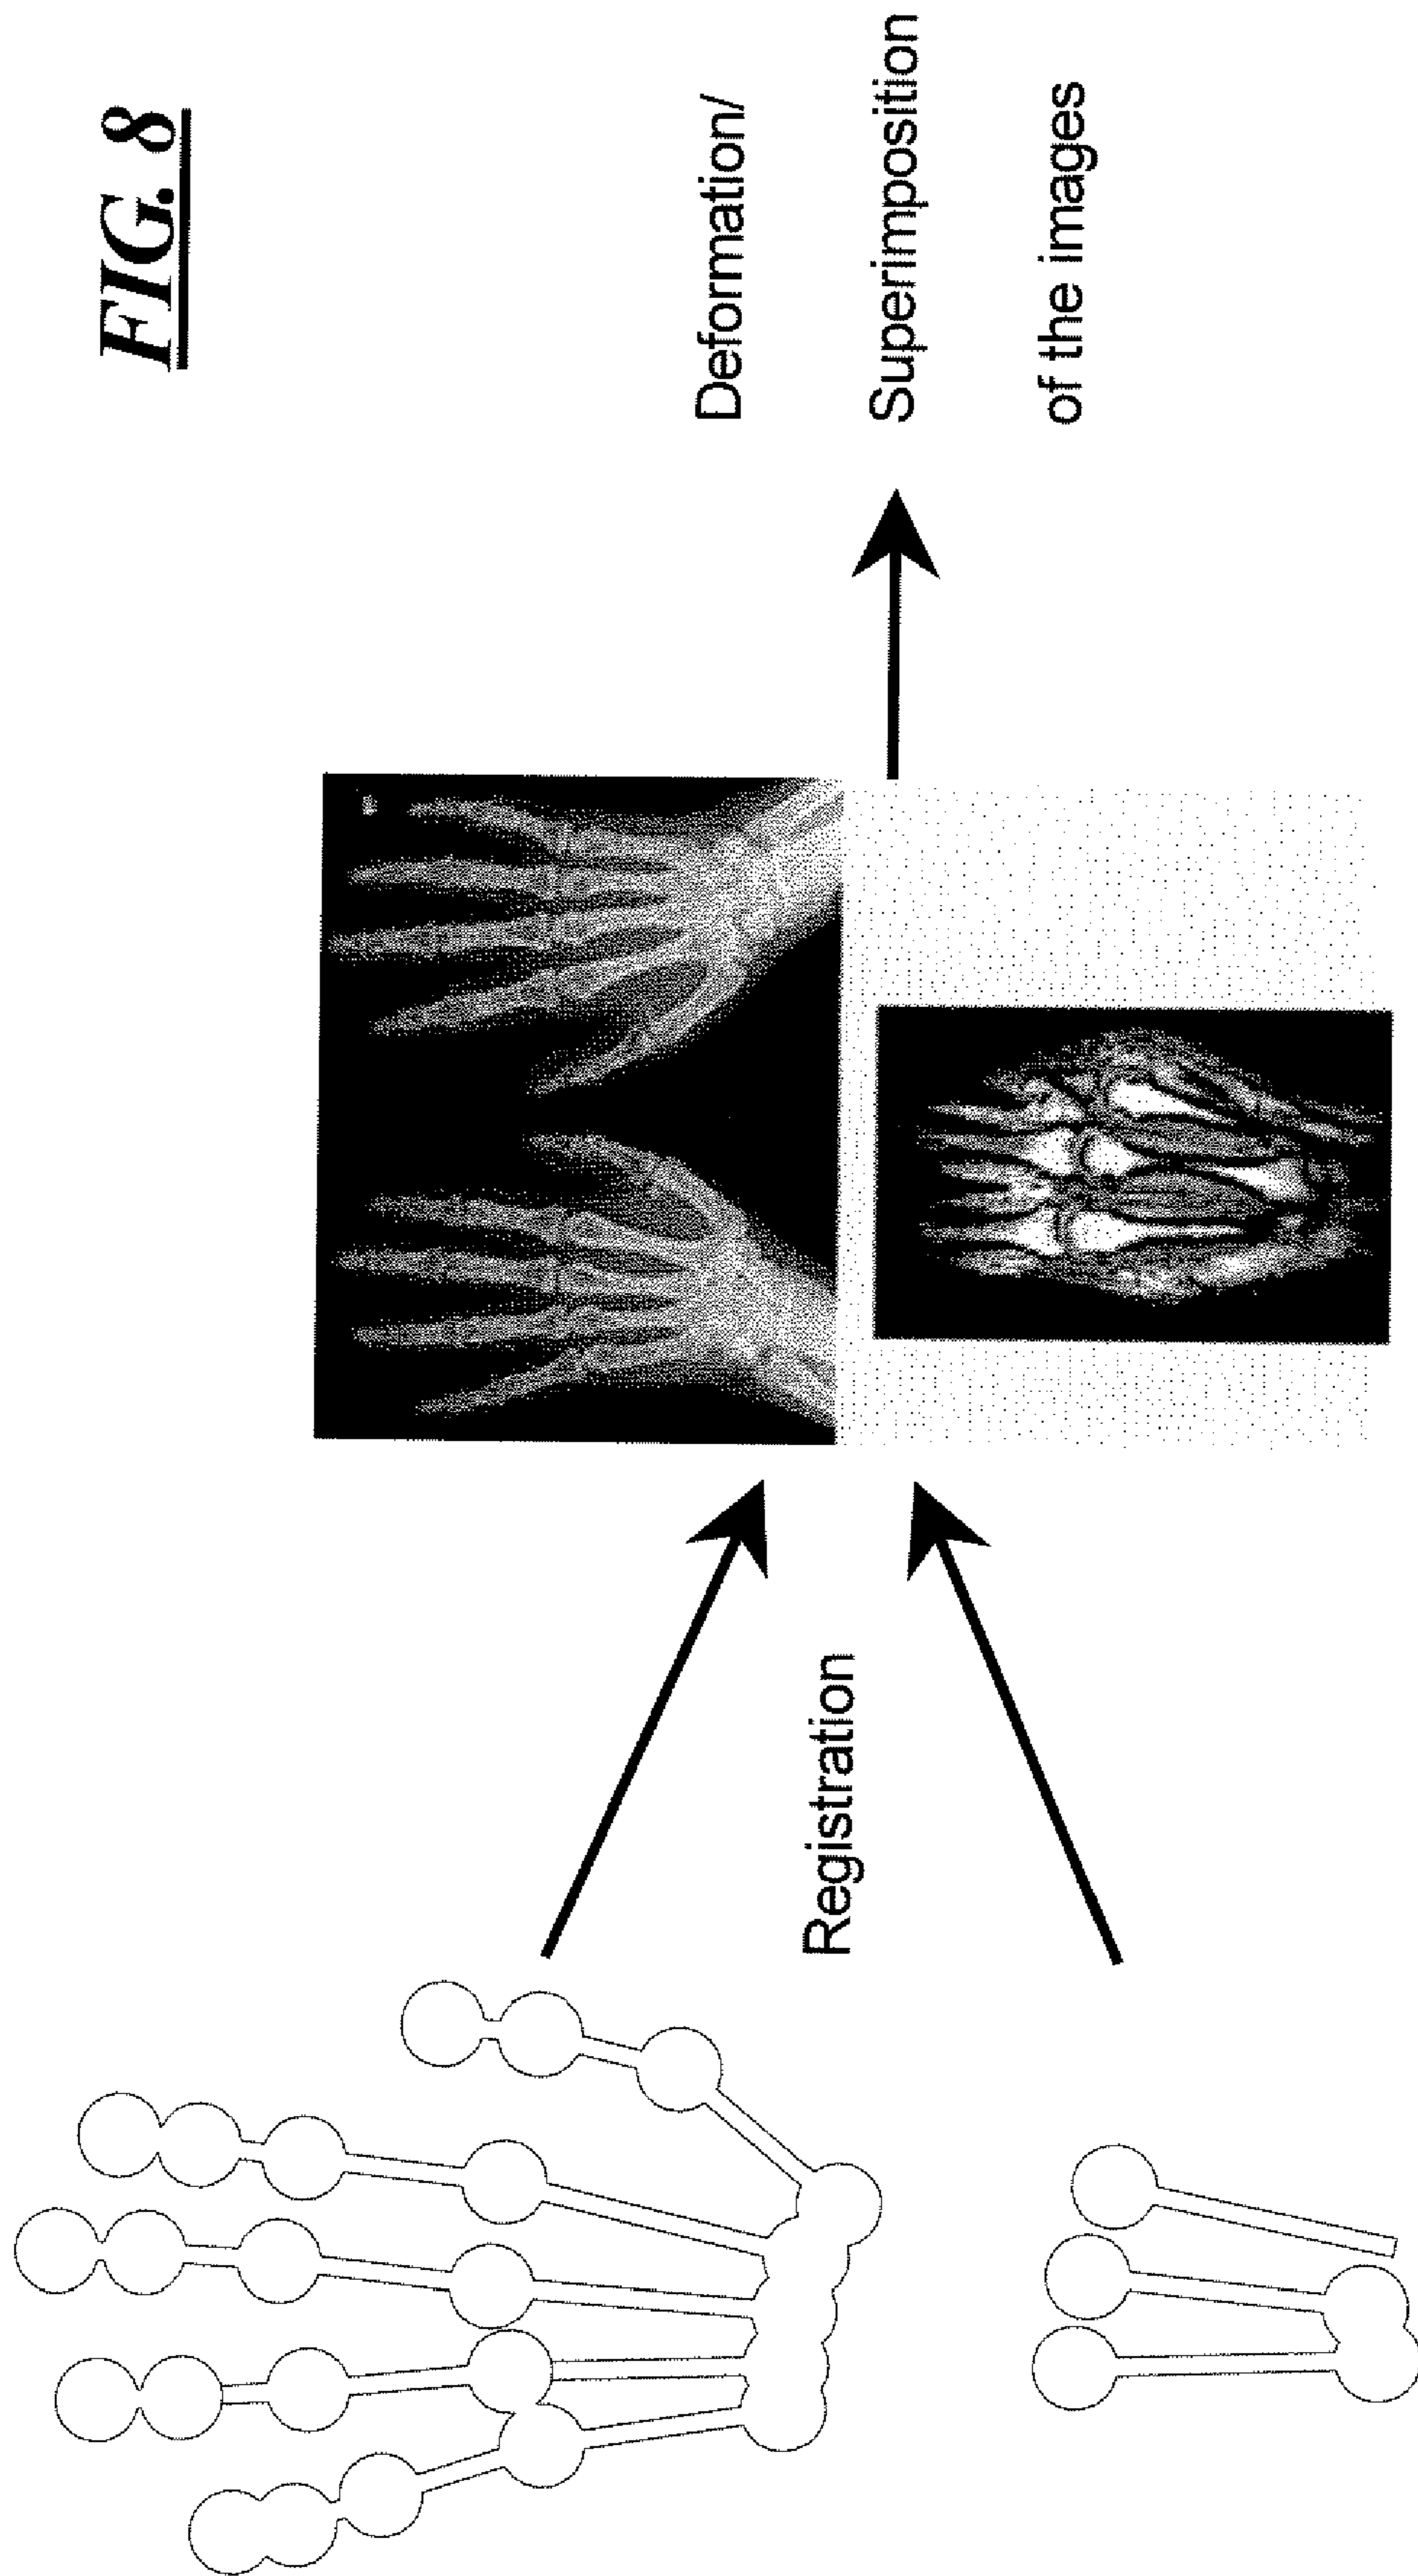 FIG. 8
Registration
Deformation/
Superimposition
of the images